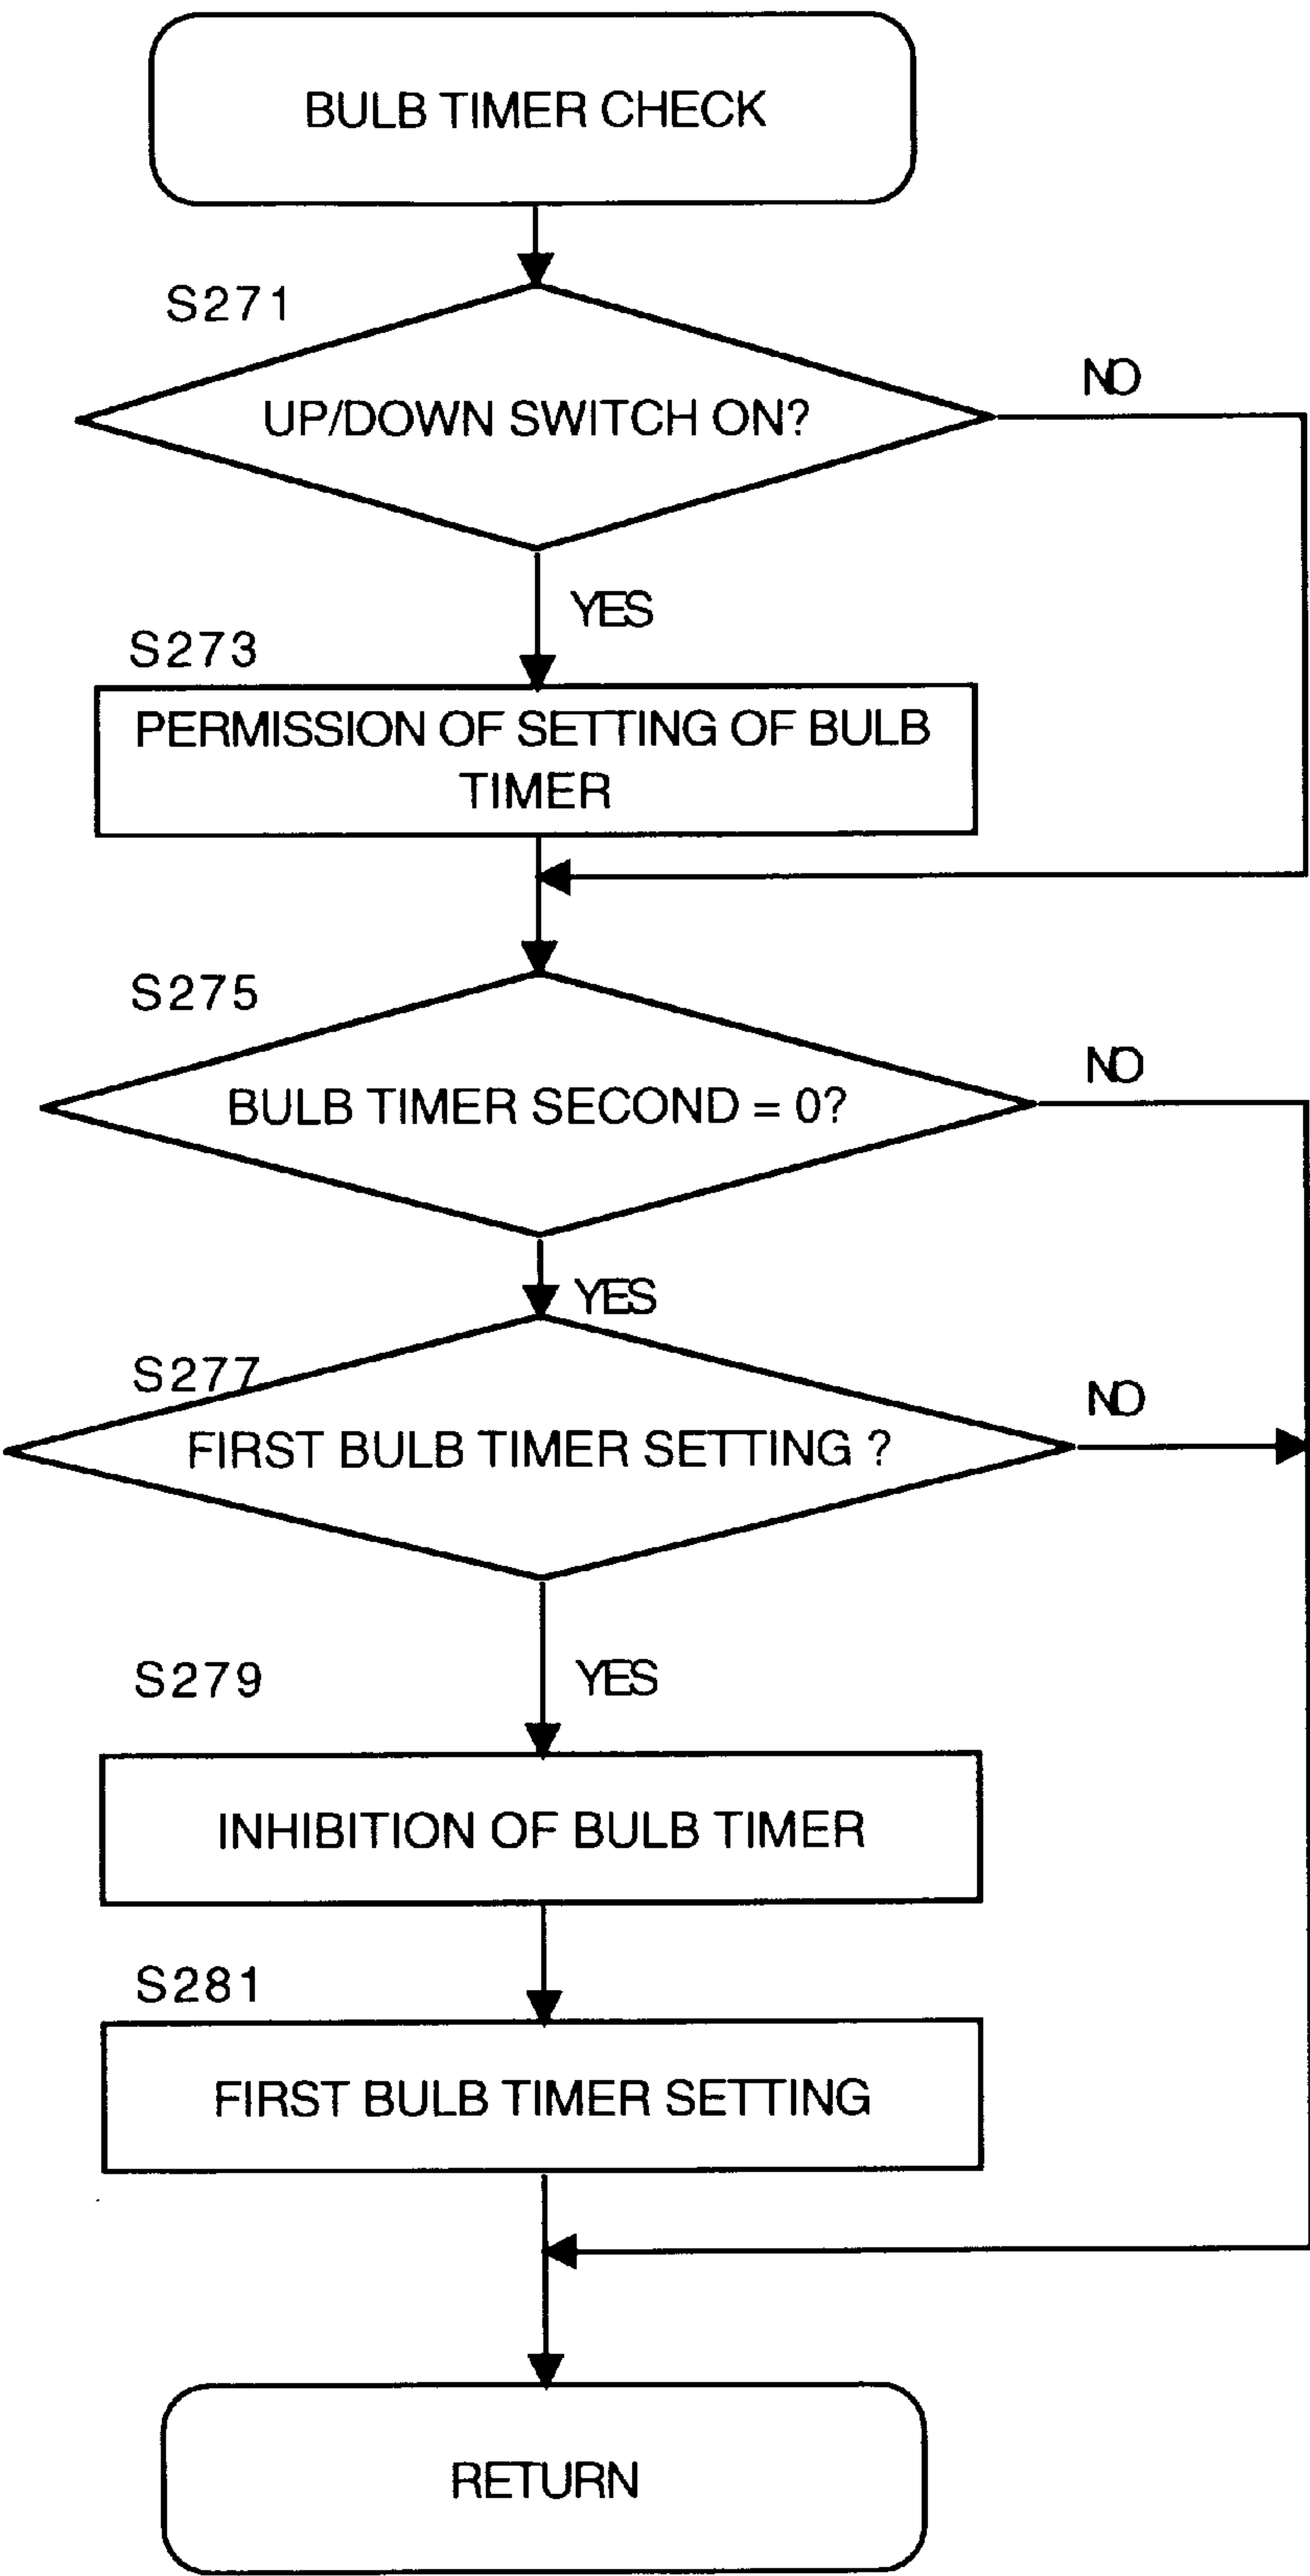 BULB TIMER CHECK
S271
NO
UP/DOWN SWITCH ON?
YES
S273
PERMISSION OF SETTING OF BULB
TIMER
S275
NO
BULB TIMER SECOND = 0?
YES
S277
NO
FIRST BULB TIMER SETTING ?
S279
YES
INHIBITION OF BULB TIMER
S281
FIRST BULB TIMER SETTING
RETURN